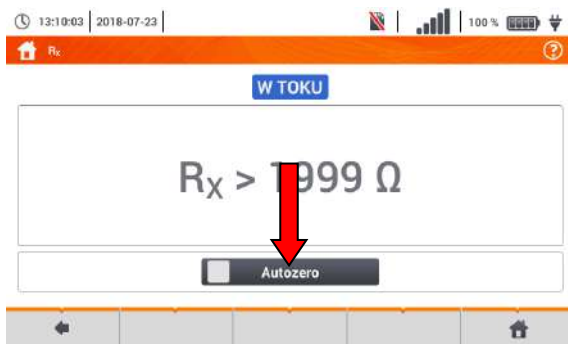 13:10:03 2018-07-23 100 %
Rx
W TOKU
RX > 1999 Ω
Autozero